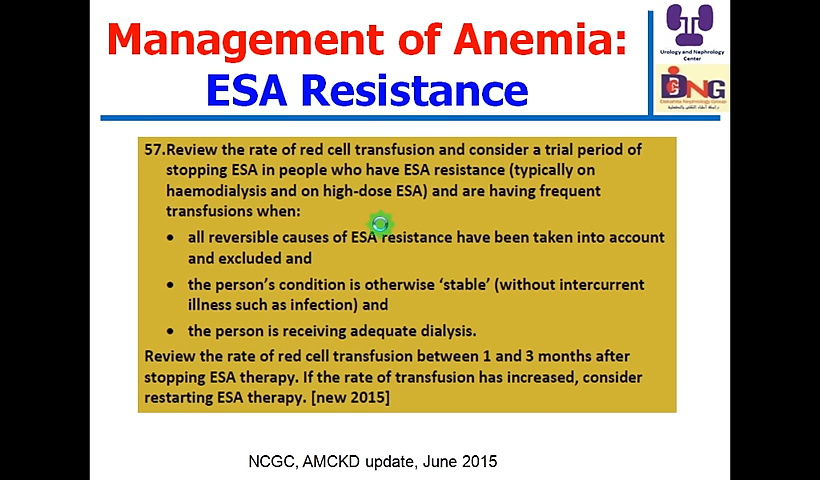 Management of Anemia:
ESA Resistance
Urology and Nephrology
Center
57.Review the rate of red cell transfusion and consider a trial period of
stopping ESA in people who have ESA resistance (typically on
haemodialysis and on high-dose ESA) and are having frequent
transfusions when:
• all reversible causes of ESA resistance have been taken into account
and excluded and
• the person's condition is otherwise 'stable' (without intercurrent
illness such as infection) and
• the person is receiving adequate dialysis.
Review the rate of red cell transfusion between 1 and 3 months after
stopping ESA therapy. If the rate of transfusion has increased, consider
restarting ESA therapy. [new 2015]
NCGC, AMCKD update, June 2015